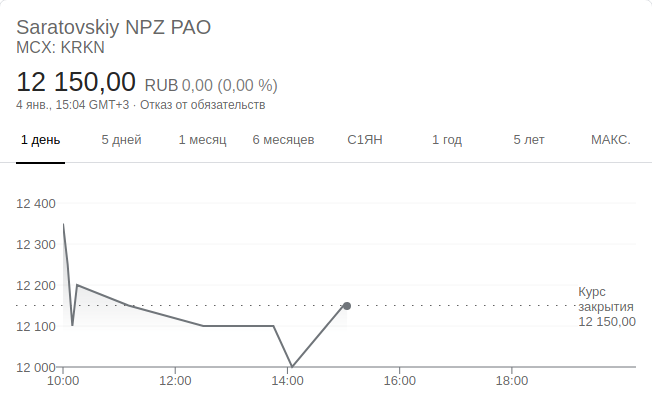 Saratovskiy NPZ PAO
MCX: KRKN
12 150,00 RUB 0,00 (0,00 %)
4 янв., 15:04 GMT+3 · Отказ от обязательств
1 день 5 дней 1 месяц 6 месяцев С1ЯН 1 год 5 лет МАКС.
12 400
12 300
12 200
Курс
закрытия
12 150,00
12 100
12 000
10:00 12:00 14:00 16:00 18:00